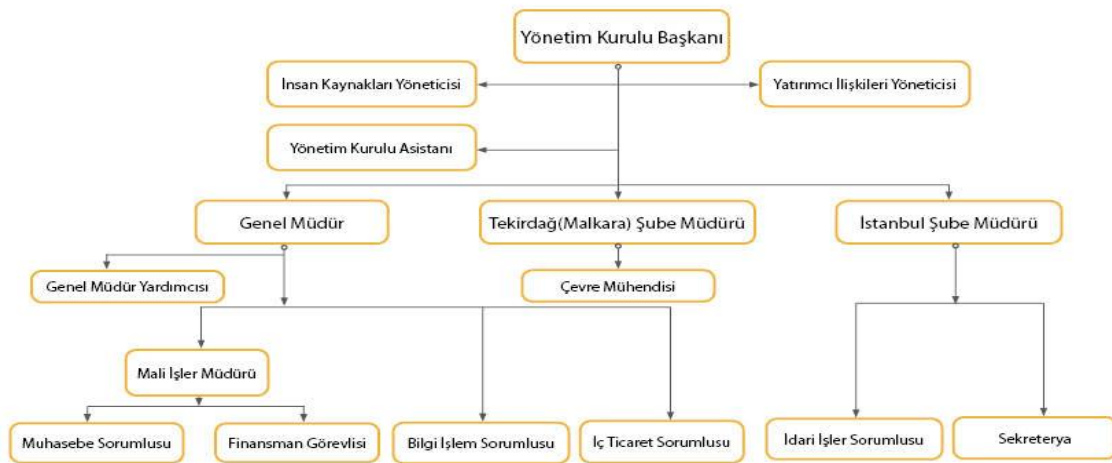 Yönetim Kurulu Başkanı
İnsan Kaynakları Yöneticisi
Yatırımcı İlişkileri Yöneticisi
Yönetim Kurulu Asistanı
Genel Müdür
Tekirdağ(Malkara) Şube Müdürü
İstanbul Şube Müdürü
Genel Müdür Yardımcısı
Çevre Mühendisi
Mali İşler Müdürü
Muhasebe Sorumlusu
Finansman Görevlisi
Bilgi İşlem Sorumlusu
İç Ticaret Sorumlusu
İdari İşler Sorumlusu
Sekreterya